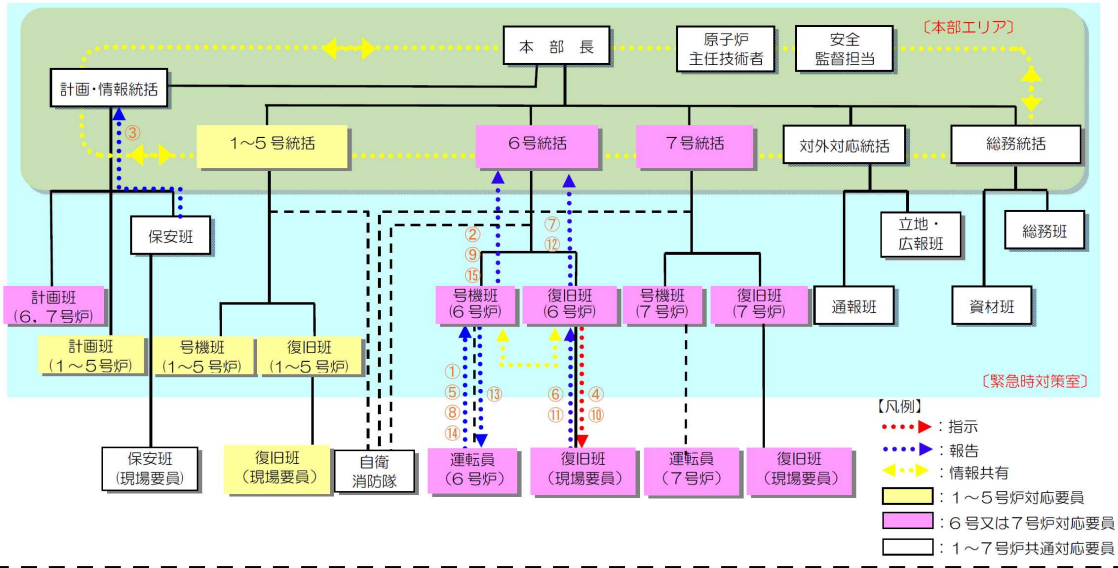 〔本部エリア〕
本 部 長
原子炉
主任技術者
安全
監督担当
計画・情報統括
③
１～５号統括
６号統括
７号統括
対外対応統括
総務統括
保安班
②
⑨
⑮
⑦
⑫
立地・
広報班
総務班
計画班
(６，７号炉)
号機班
(６号炉)
復旧班
(６号炉)
号機班
(７号炉)
復旧班
(７号炉)
通報班
資材班
計画班
(１～５号炉)
号機班
(１～５号炉)
復旧班
(１～５号炉)
〔緊急時対策室〕
①
⑤
⑧
⑭
⑬
⑥
⑪
④
⑩
保安班
(現場要員)
復旧班
(現場要員)
自衛
消防隊
運転員
(６号炉)
復旧班
(現場要員)
運転員
(７号炉)
復旧班
(現場要員)
【凡例】
：指示
：報告
：情報共有
：１～５号炉対応要員
：６号又は７号炉対応要員
：１～７号炉共通対応要員